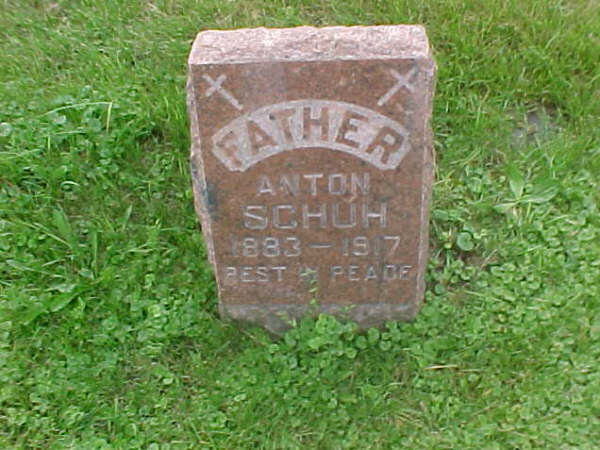 FATHER
ANTON
SCHUH
1883 - 1917
REST IN PEACE